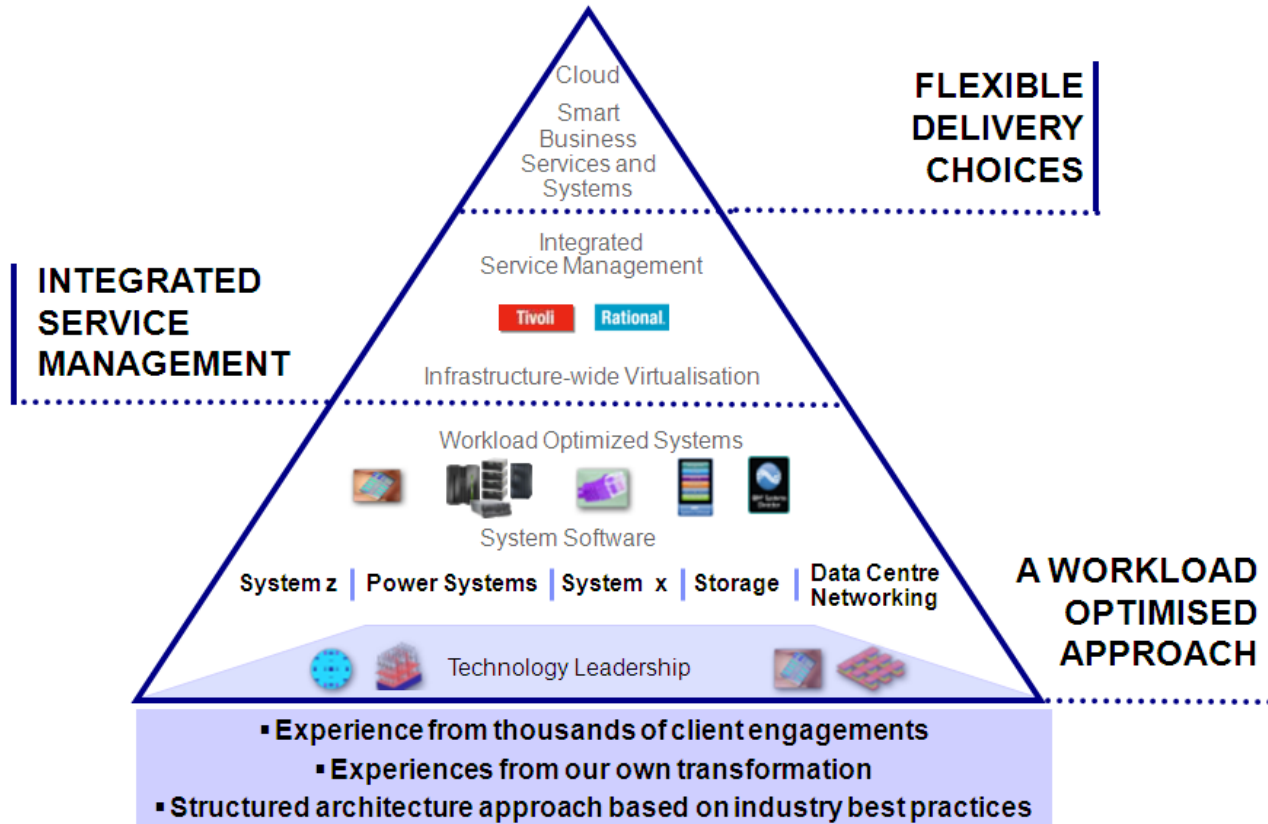 Cloud
Smart
Business
Services and
Systems
FLEXIBLE
DELIVERY
CHOICES
Integrated
Service Management
INTEGRATED
SERVICE
MANAGEMENT
Tivoli
Rational.
Infrastructure-wide Virtualisation
Workload Optimized Systems
System Software
System z
Power Systems
System x
Storage
Data Centre
Networking
A WORKLOAD
OPTIMISED
APPROACH
Technology Leadership
▪ Experience from thousands of client engagements
▪ Experiences from our own transformation
▪ Structured architecture approach based on industry best practices